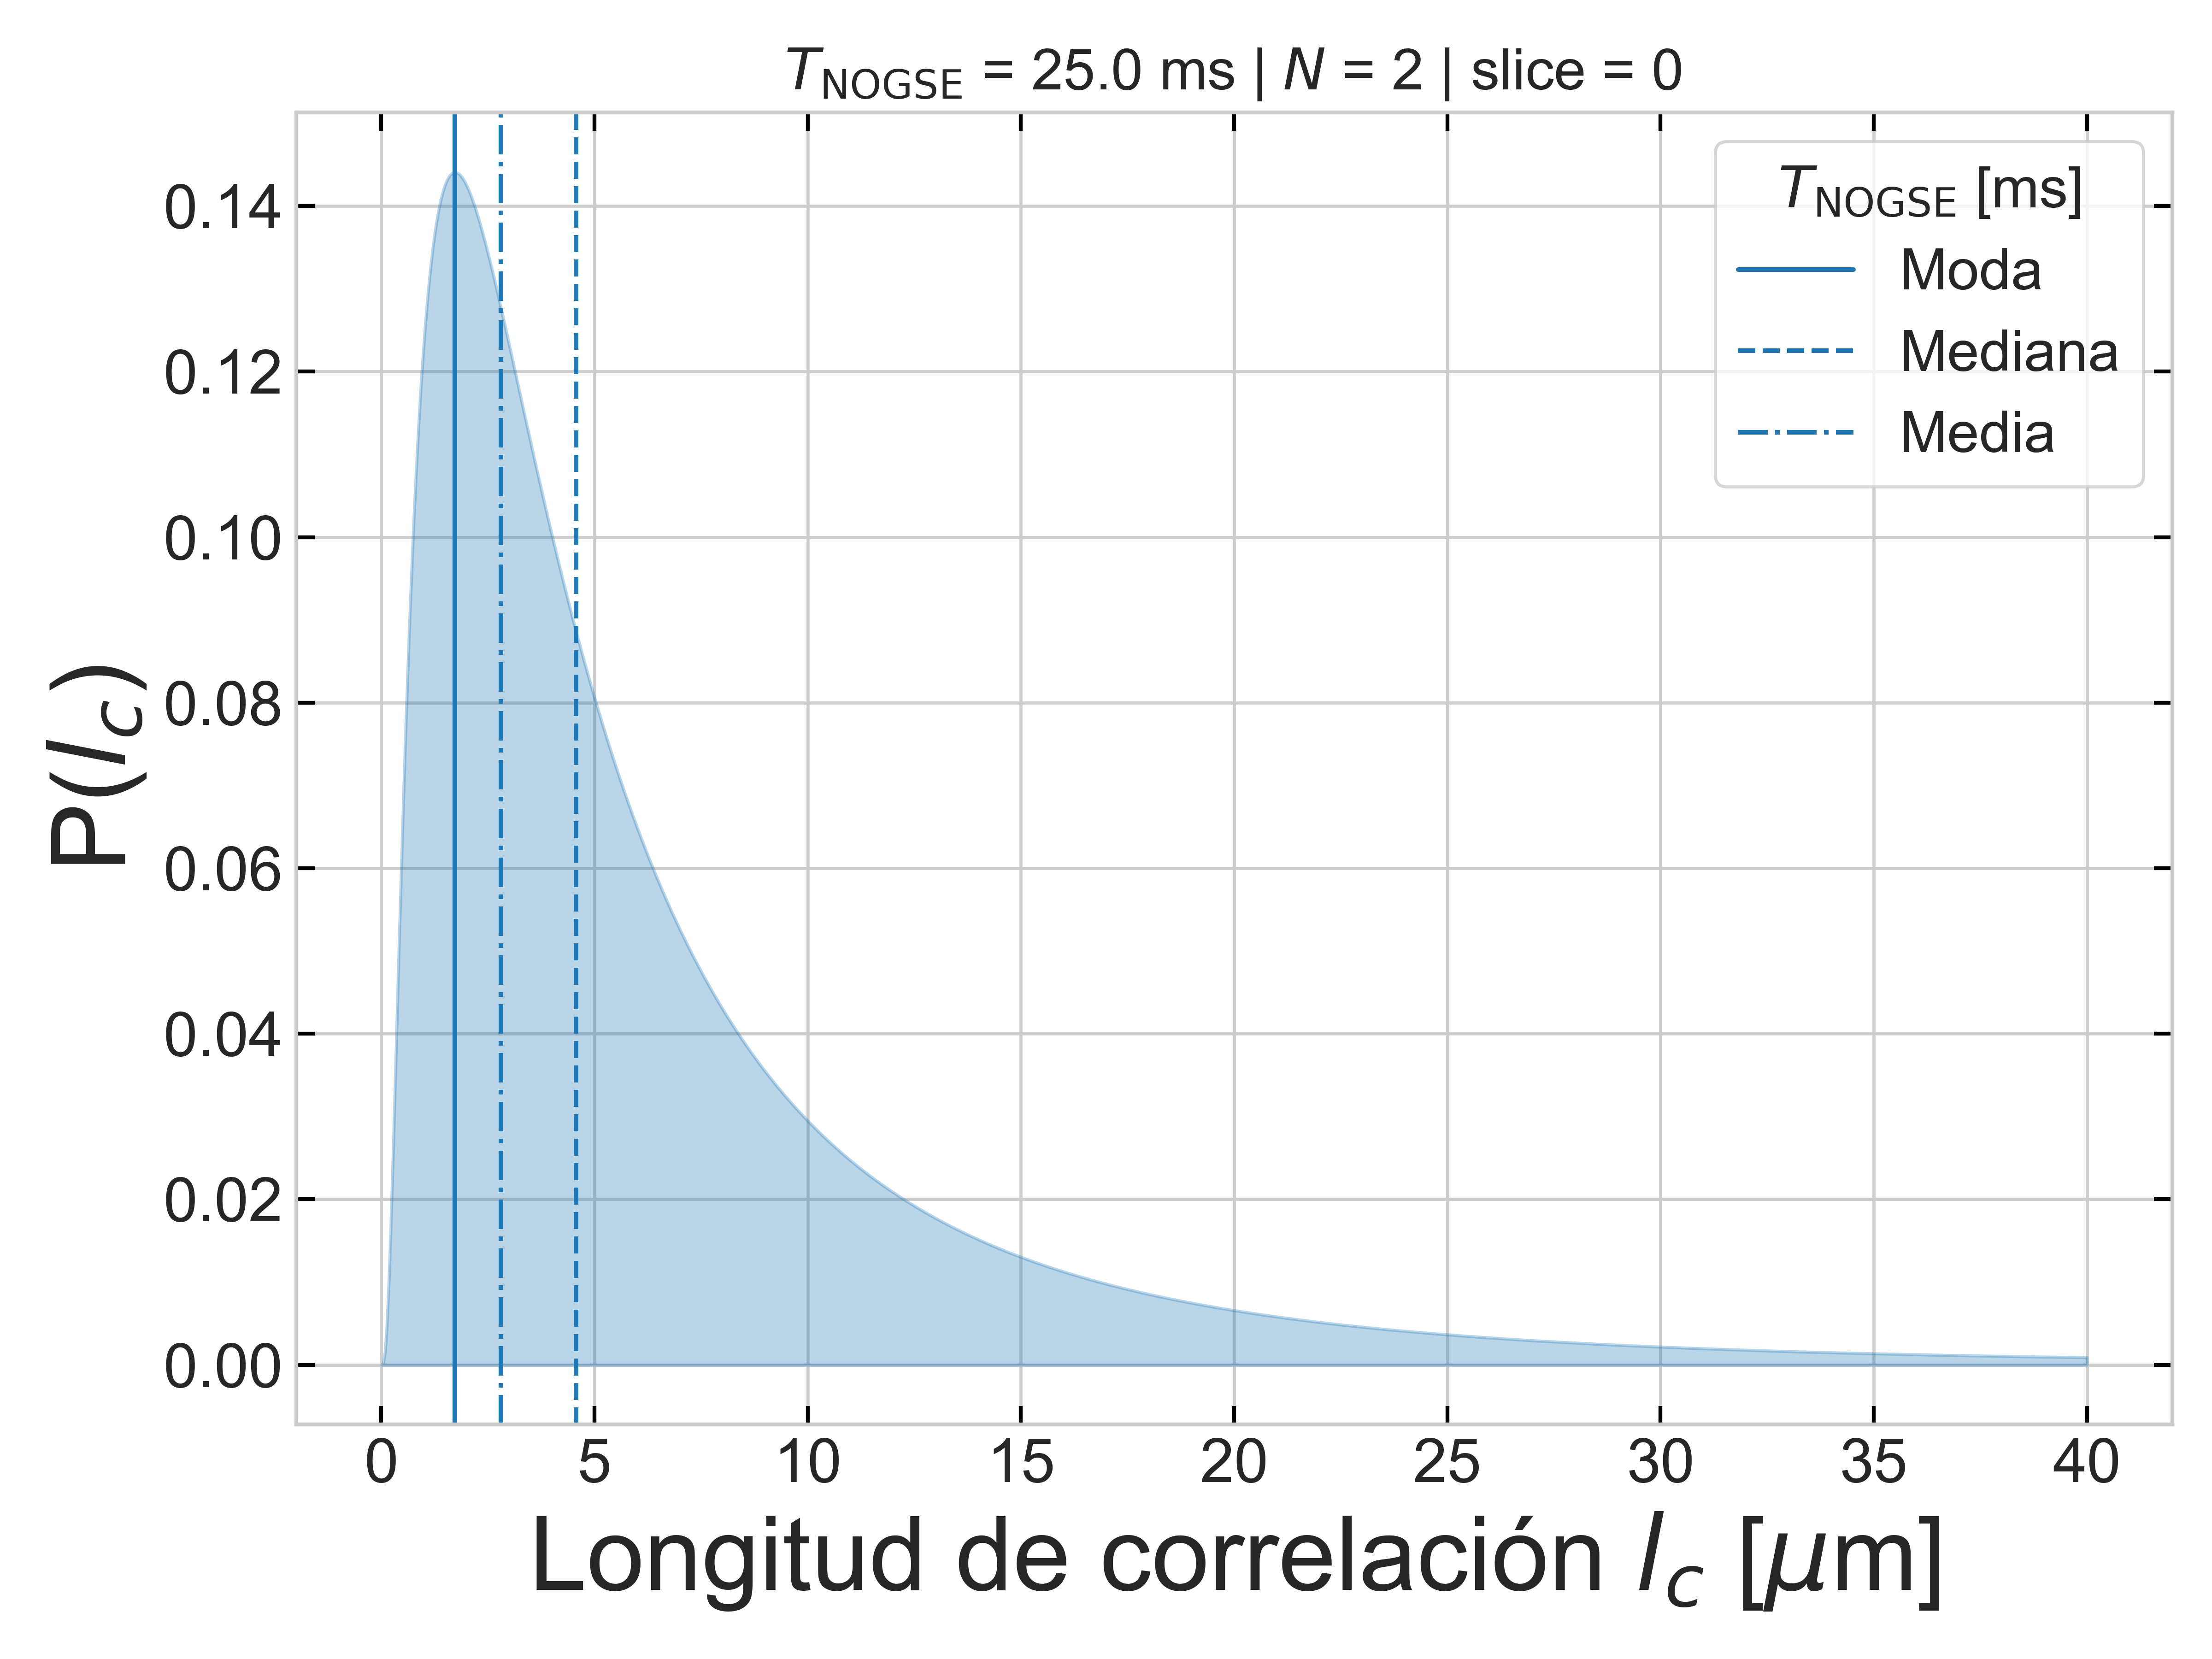 T_NOGSE = 25.0 ms | N = 2 | slice = 0
T_NOGSE [ms]
Moda
Mediana
Media
P(l_c)
0.14
0.12
0.10
0.08
0.06
0.04
0.02
0.00
0 5 10 15 20 25 30 35 40
Longitud de correlación l_c [μm]